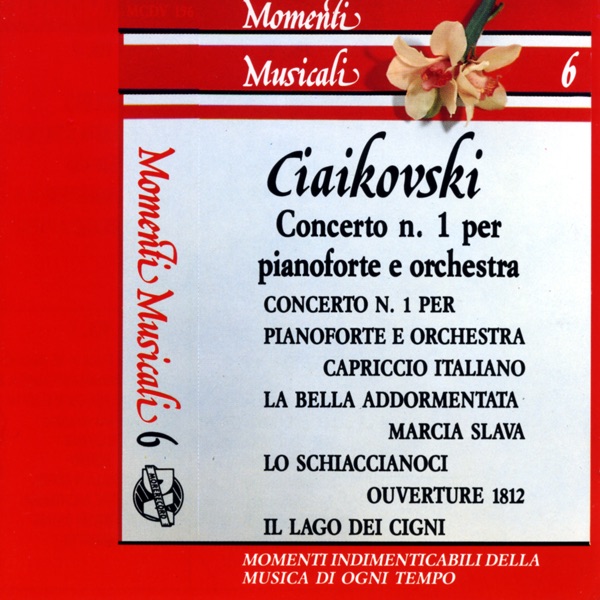 MCDV 136
Momenti
Musicali
6
Ciaikovski
Concerto n. 1 per
pianoforte e orchestra
CONCERTO N. 1 PER
PIANOFORTE E ORCHESTRA
CAPRICCIO ITALIANO
LA BELLA ADDORMENTATA
MARCIA SLAVA
LO SCHIACCIANOCI
OUVERTURE 1812
IL LAGO DEI CIGNI
MOMENTI INDIMENTICABILI DELLA
MUSICA DI OGNI TEMPO
Momenti Musicali 6